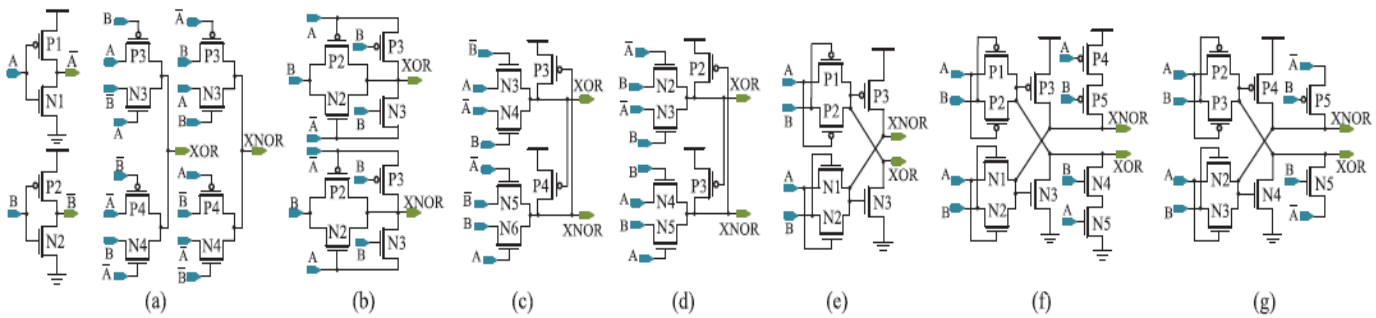 A
P1
A̅
N1
B
P2
B̅
N2
B
A
P3
B̅
N3
A
A̅
B
P3
A
N3
B
XOR
XNOR
B̅
A̅
P4
B
N4
A̅
A
B̅
P4
A
N4
B̅
(a)
A
B
P3
P2
B
XOR
N2
B
N3
A̅
A̅
P2
B
P3
B
XNOR
N2
B
N3
A
(b)
B̅
P3
A
N3
XOR
A̅
N4
B
P4
A̅
B̅
N5
B
N6
XNOR
A
(c)
A̅
P2
B
N2
XOR
A̅
N3
B̅
P3
B
A
N4
B̅
N5
XNOR
A
(d)
A
P1
P3
B
P2
XNOR
XOR
A
N1
B
N2
N3
(e)
P1
A
P4
A
P3
B
P2
B
P5
XNOR
XOR
A
N1
B
N4
B
N2
N3
A
N5
(f)
P2
A̅
A
P4
B
P3
B
P5
XNOR
XOR
A
N2
B
N5
B
N3
N4
A̅
(g)